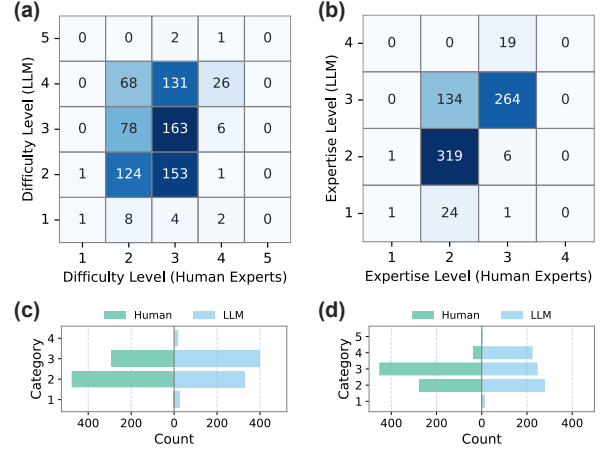 (a)
Difficulty Level (LLM)
5 0 0 2 1 0
4 0 68 131 26 0
3 0 78 163 6 0
2 1 124 153 1 0
1 1 8 4 2 0
1 2 3 4 5
Difficulty Level (Human Experts)
(b)
Expertise Level (LLM)
4 0 0 19 0
3 0 134 264 0
2 1 319 6 0
1 1 24 1 0
1 2 3 4
Expertise Level (Human Experts)
(c)
Human LLM
Category
4
3
2
1
400 200 0 200 400
Count
(d)
Human LLM
Category
5
4
3
2
1
400 200 0 200 400
Count